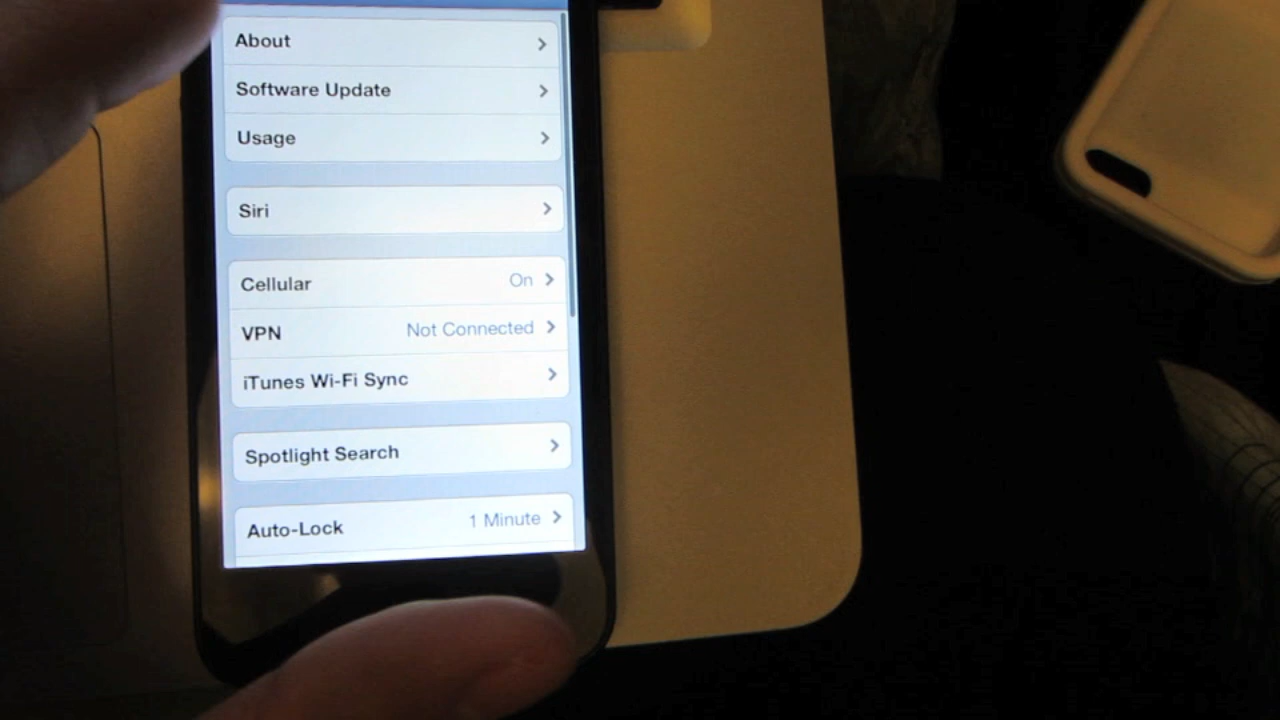 About
Software Update
Usage
Siri
Cellular On
VPN Not Connected
iTunes Wi-Fi Sync
Spotlight Search
Auto-Lock 1 Minute